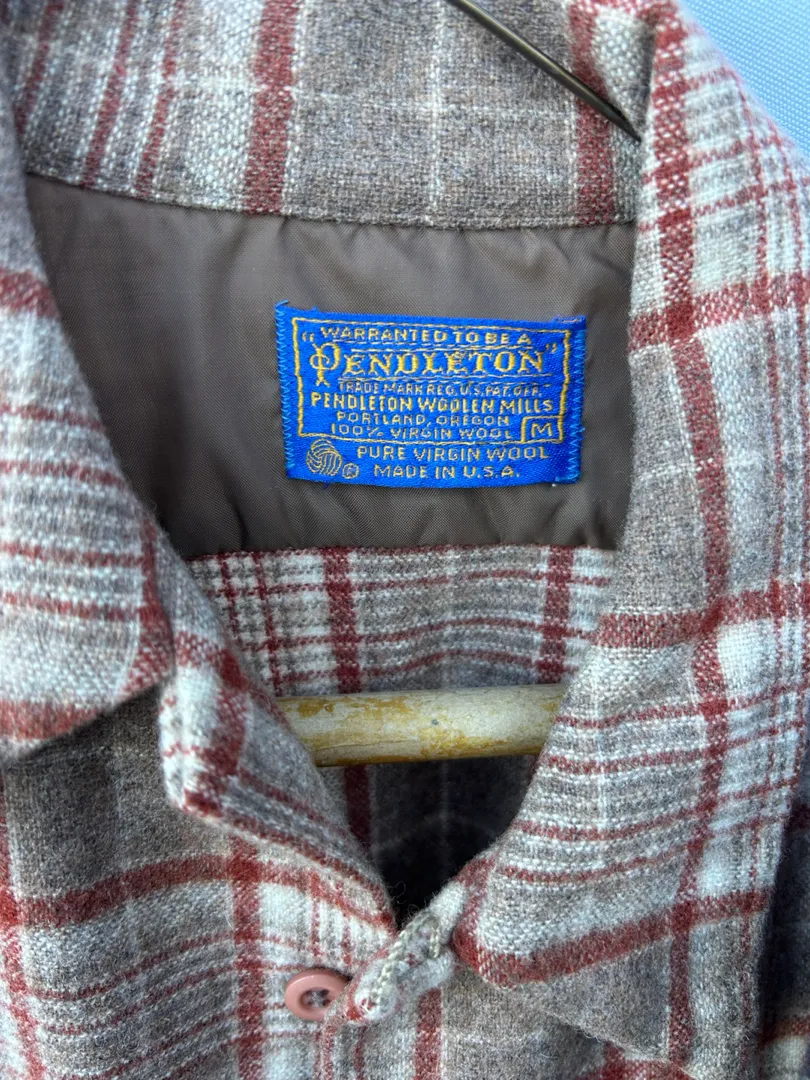 WARRANTED TO BE A
"PENDLETON"
TRADE MARK REG. U.S. PAT. OFF.
PENDLETON WOOLEN MILLS
PORTLAND, OREGON
100% VIRGIN WOOL M
PURE VIRGIN WOOL
® MADE IN U.S.A.